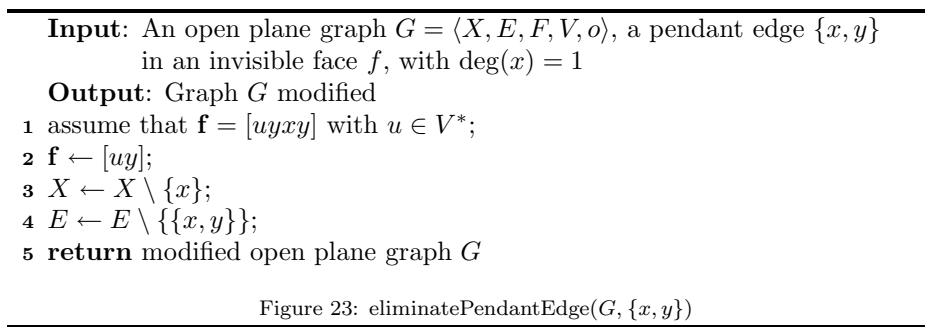 Input: An open plane graph G = ⟨X, E, F, V, o⟩, a pendant edge {x, y}
in an invisible face f, with deg(x) = 1
Output: Graph G modified
1 assume that f = [uyxy] with u ∈ V*;
2 f ← [uy];
3 X ← X \ {x};
4 E ← E \ {{x, y}};
5 return modified open plane graph G
Figure 23: eliminatePendantEdge(G, {x, y})